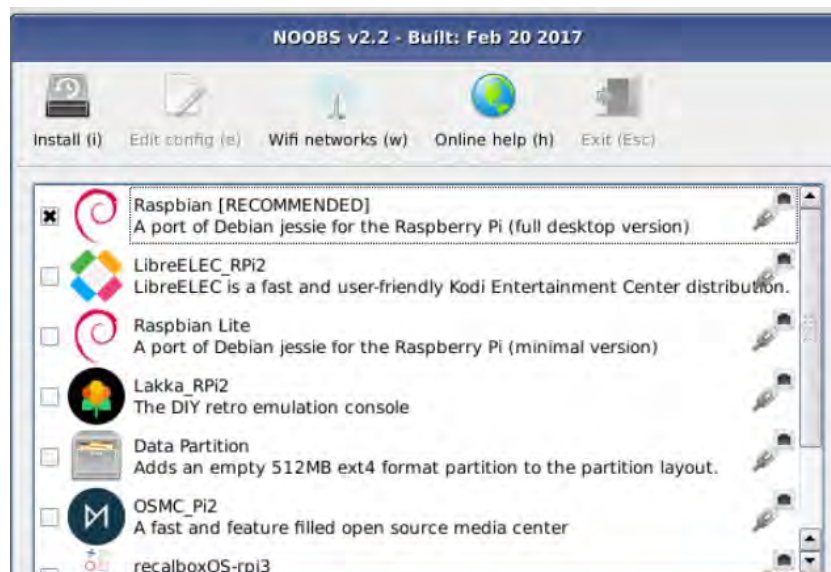 NOOBS v2.2 - Built: Feb 20 2017
Install (i) Edit config (e) Wifi networks (w) Online help (h) Exit (Esc)
Raspbian [RECOMMENDED]
A port of Debian jessie for the Raspberry Pi (full desktop version)
LibreELEC_RPi2
LibreELEC is a fast and user-friendly Kodi Entertainment Center distribution.
Raspbian Lite
A port of Debian jessie for the Raspberry Pi (minimal version)
Lakka_RPi2
The DIY retro emulation console
Data Partition
Adds an empty 512MB ext4 format partition to the partition layout.
OSMC_Pi2
A fast and feature filled open source media center
recalboxOS-rpi3